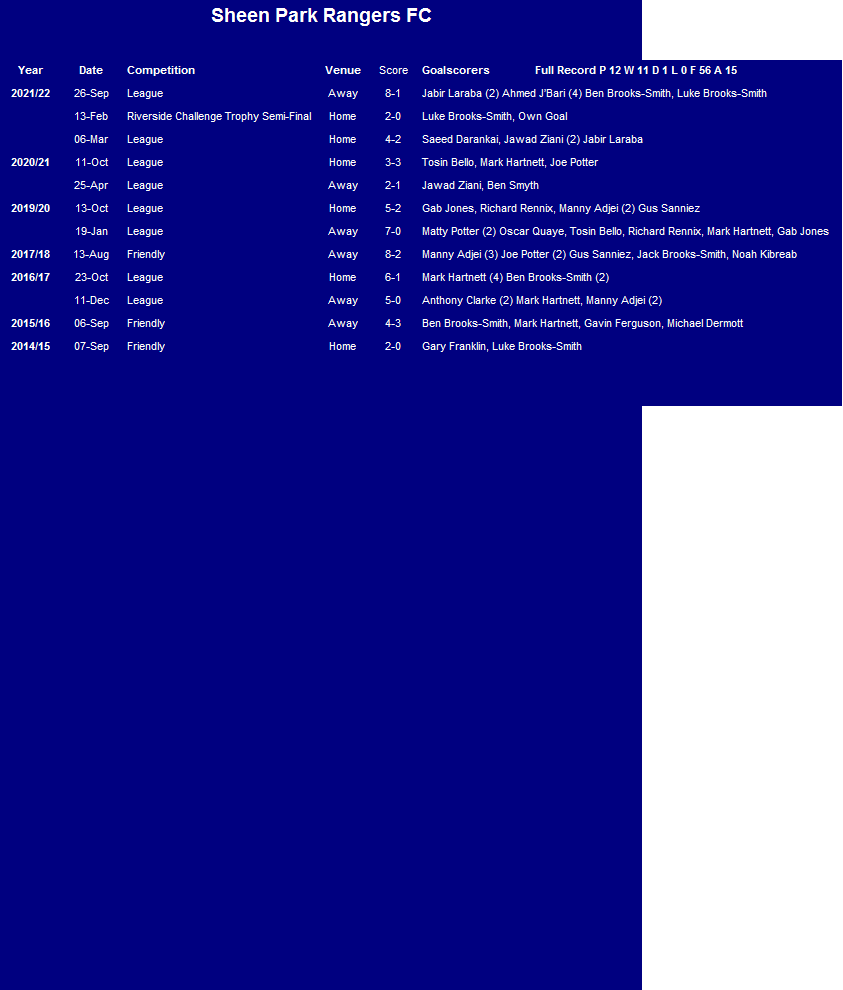 Sheen Park Rangers FC
Year Date Competition Venue Score Goalscorers Full Record P 12 W 11 D 1 L 0 F 56 A 15
2021/22 26-Sep League Away 8-1 Jabir Laraba (2) Ahmed J'Bari (4) Ben Brooks-Smith, Luke Brooks-Smith
13-Feb Riverside Challenge Trophy Semi-Final Home 2-0 Luke Brooks-Smith, Own Goal
06-Mar League Home 4-2 Saeed Darankai, Jawad Ziani (2) Jabir Laraba
2020/21 11-Oct League Home 3-3 Tosin Bello, Mark Hartnett, Joe Potter
25-Apr League Away 2-1 Jawad Ziani, Ben Smyth
2019/20 13-Oct League Home 5-2 Gab Jones, Richard Rennix, Manny Adjei (2) Gus Sanniez
19-Jan League Away 7-0 Matty Potter (2) Oscar Quaye, Tosin Bello, Richard Rennix, Mark Hartnett, Gab Jones
2017/18 13-Aug Friendly Away 8-2 Manny Adjei (3) Joe Potter (2) Gus Sanniez, Jack Brooks-Smith, Noah Kibreab
2016/17 23-Oct League Home 6-1 Mark Hartnett (4) Ben Brooks-Smith (2)
11-Dec League Away 5-0 Anthony Clarke (2) Mark Hartnett, Manny Adjei (2)
2015/16 06-Sep Friendly Away 4-3 Ben Brooks-Smith, Mark Hartnett, Gavin Ferguson, Michael Dermott
2014/15 07-Sep Friendly Home 2-0 Gary Franklin, Luke Brooks-Smith